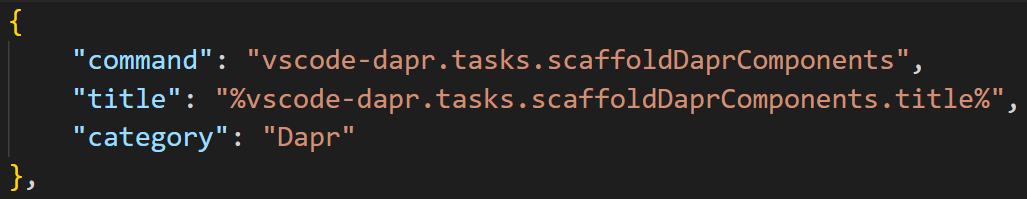 {
"command": "vscode-dapr.tasks.scaffoldDaprComponents",
"title": "%vscode-dapr.tasks.scaffoldDaprComponents.title%",
"category": "Dapr"
},